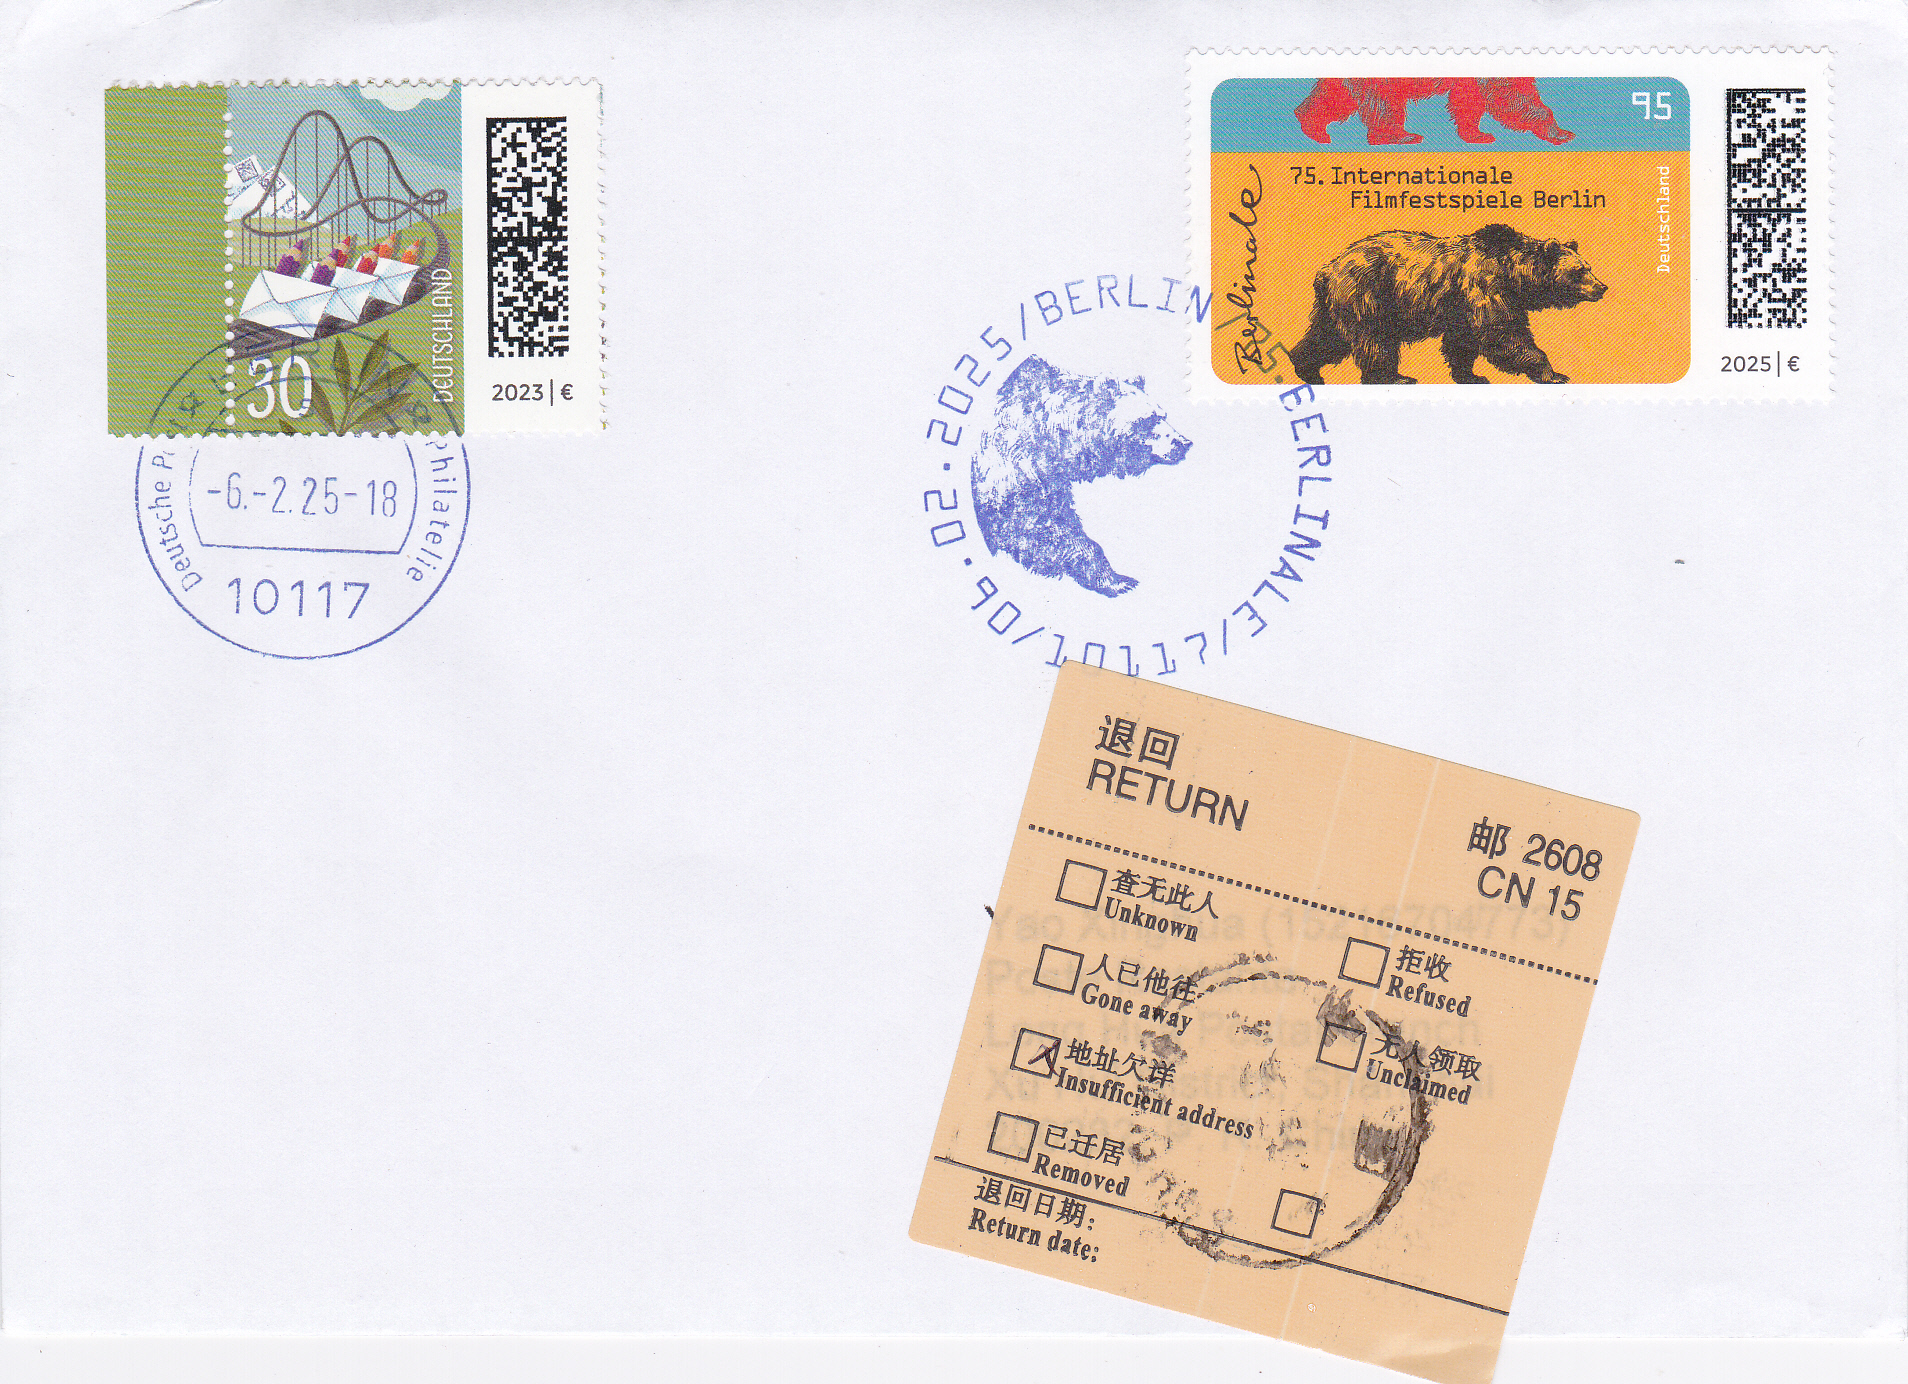 30
DEUTSCHLAND
2023|€
Deutsche
Philatelie
-6.-2.25-18
10117
95
75. Internationale
Filmfestspiele Berlin
Berlinale
Deutschland
2025|€
06.02.2025/BERLIN
75.BERLINALE/10117
退回
RETURN
邮 2608
CN 15
查无此人
Unknown
人已他往
Gone away
地址欠详
Insufficient address
已迁居
Removed
拒收
Refused
无人领取
Unclaimed
退回日期:
Return date: